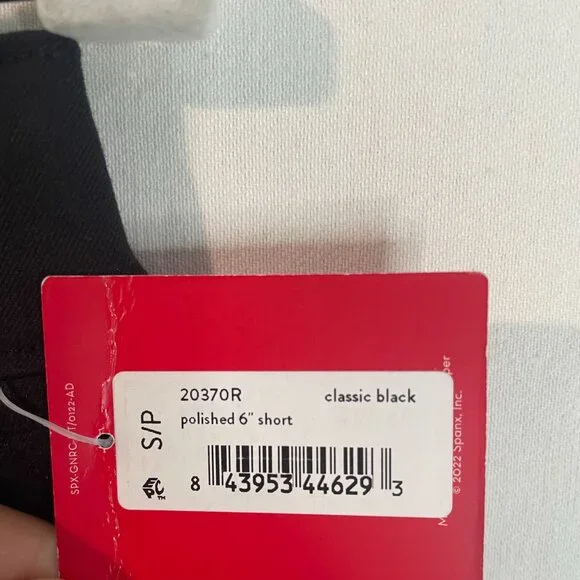 20370R classic black
polished 6" short
S/P
8 43953 44629 3
© 2022 Spanx, Inc.